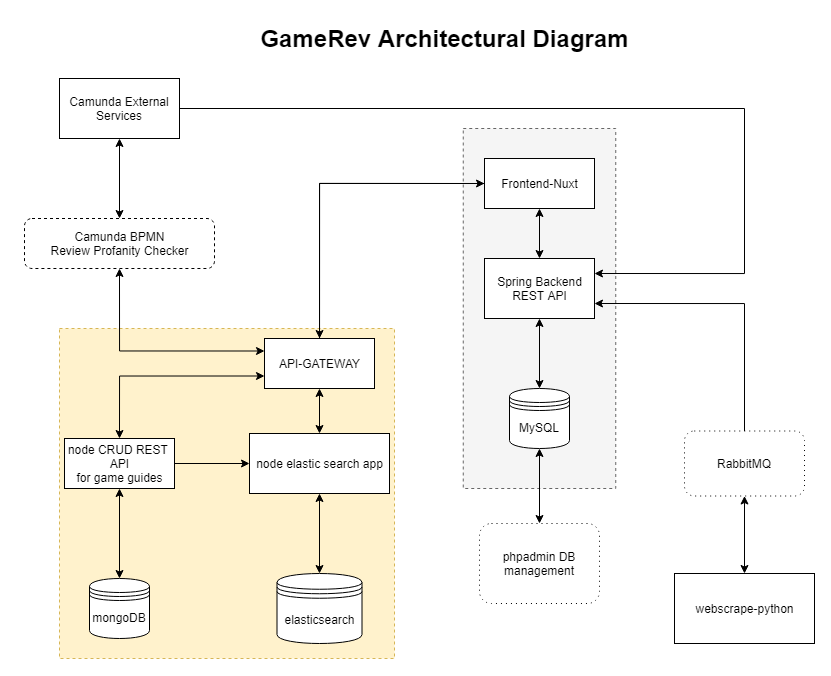 GameRev Architectural Diagram
Camunda External
Services
Frontend-Nuxt
Camunda BPMN
Review Profanity Checker
Spring Backend
REST API
API-GATEWAY
MySQL
node CRUD REST
API
for game guides
node elastic search app
RabbitMQ
phpadmin DB
management
mongoDB
elasticsearch
webscrape-python